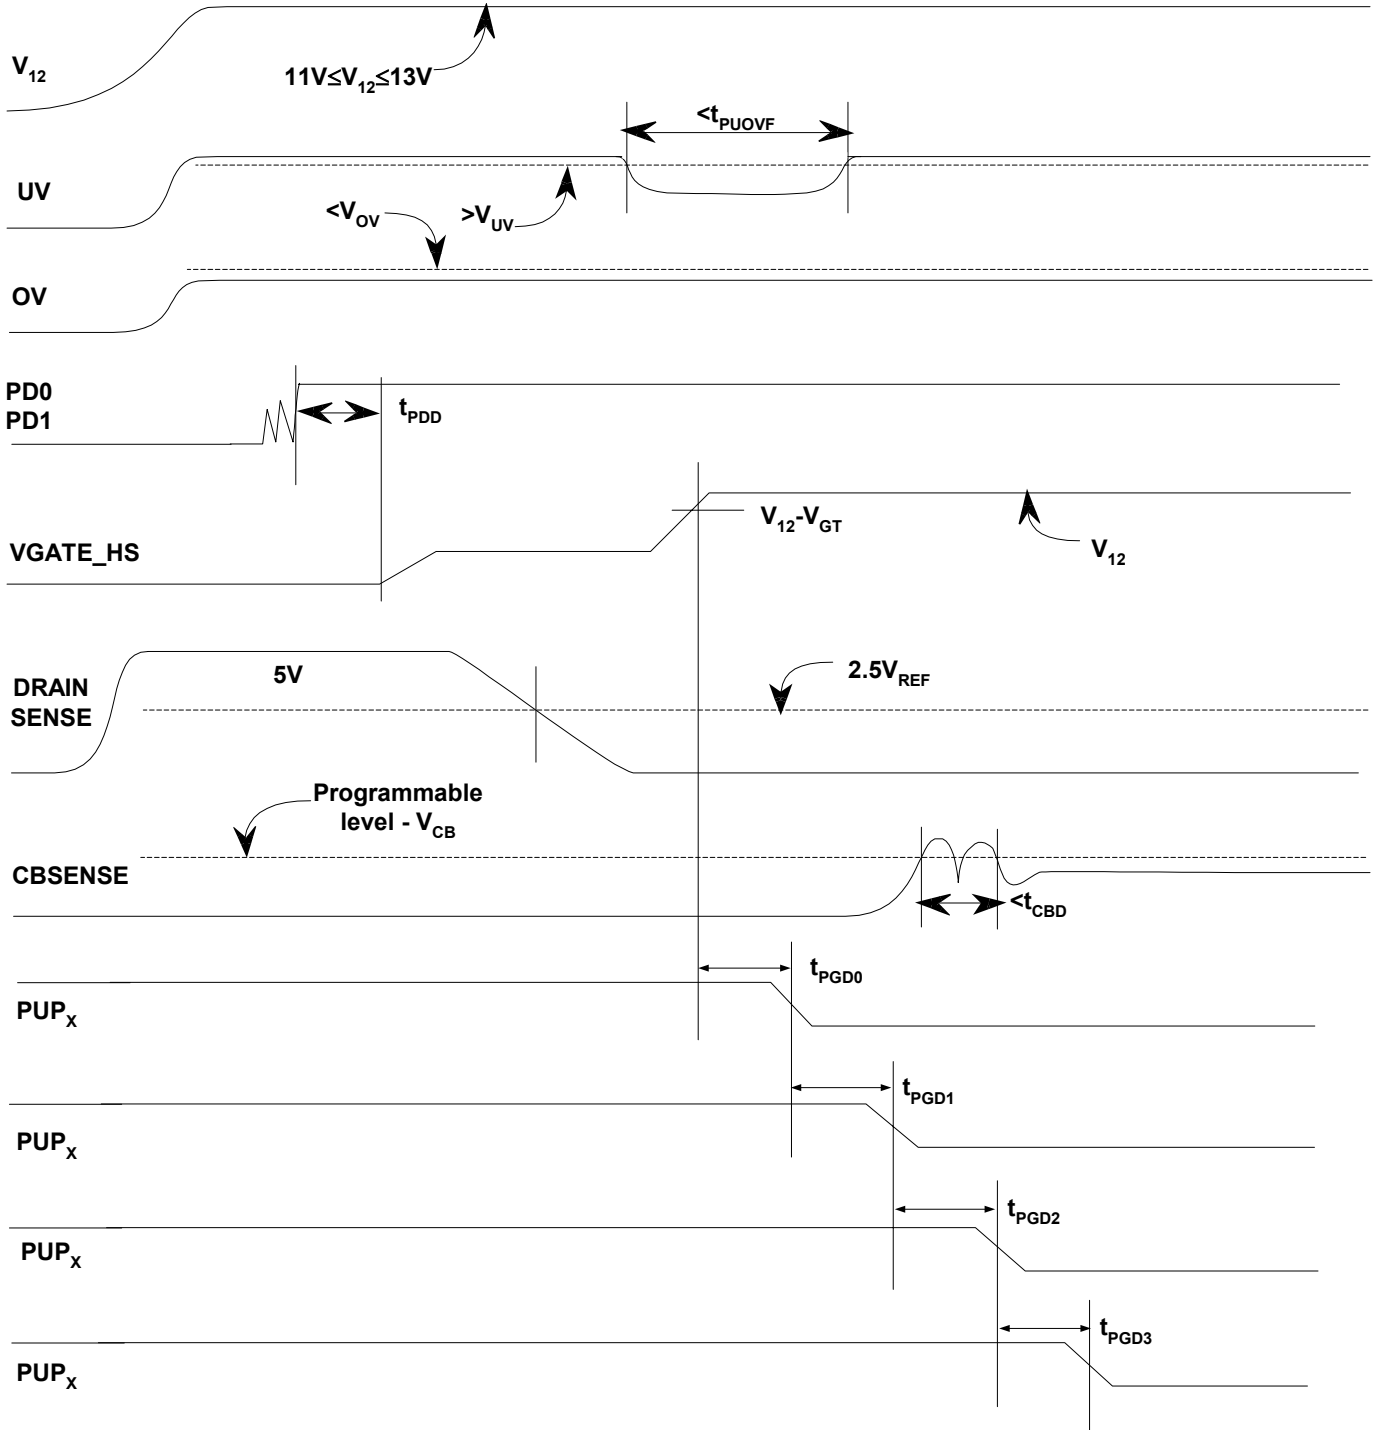 V12
11V≤V12≤13V
<tPUOVF
UV
<VOV
>VUV
OV
PD0
PD1
tPDD
V12-VGT
VGATE_HS
V12
5V
2.5VREF
DRAIN
SENSE
Programmable
level - VCB
CBSENSE
<tCBD
tPGD0
PUPX
tPGD1
PUPX
tPGD2
PUPX
tPGD3
PUPX